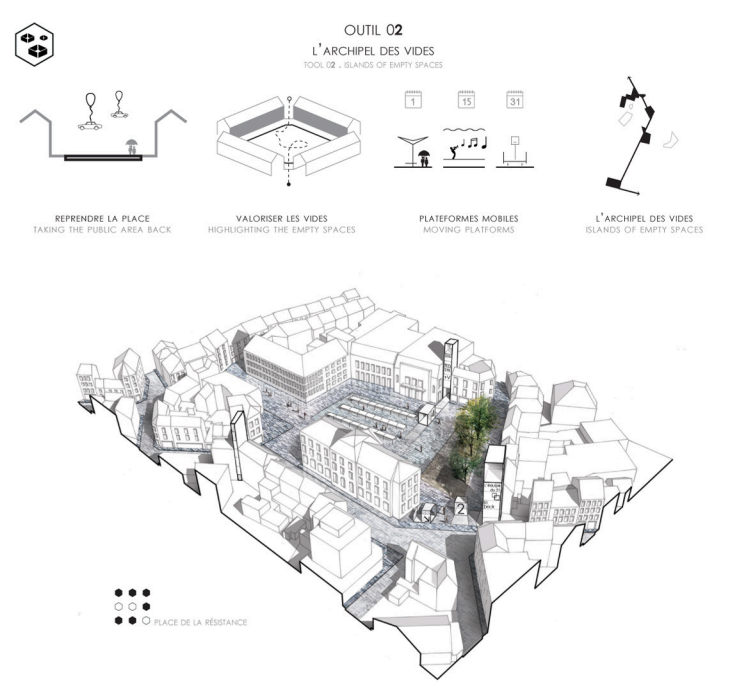 OUTIL 02
L'ARCHIPEL DES VIDES
TOOL 02 . ISLANDS OF EMPTY SPACES
1
15
31
REPRENDRE LA PLACE
TAKING THE PUBLIC AREA BACK
VALORISER LES VIDES
HIGHLIGHTING THE EMPTY SPACES
PLATEFORMES MOBILES
MOVING PLATFORMS
L'ARCHIPEL DES VIDES
ISLANDS OF EMPTY SPACES
2
PLACE DE LA RÉSISTANCE